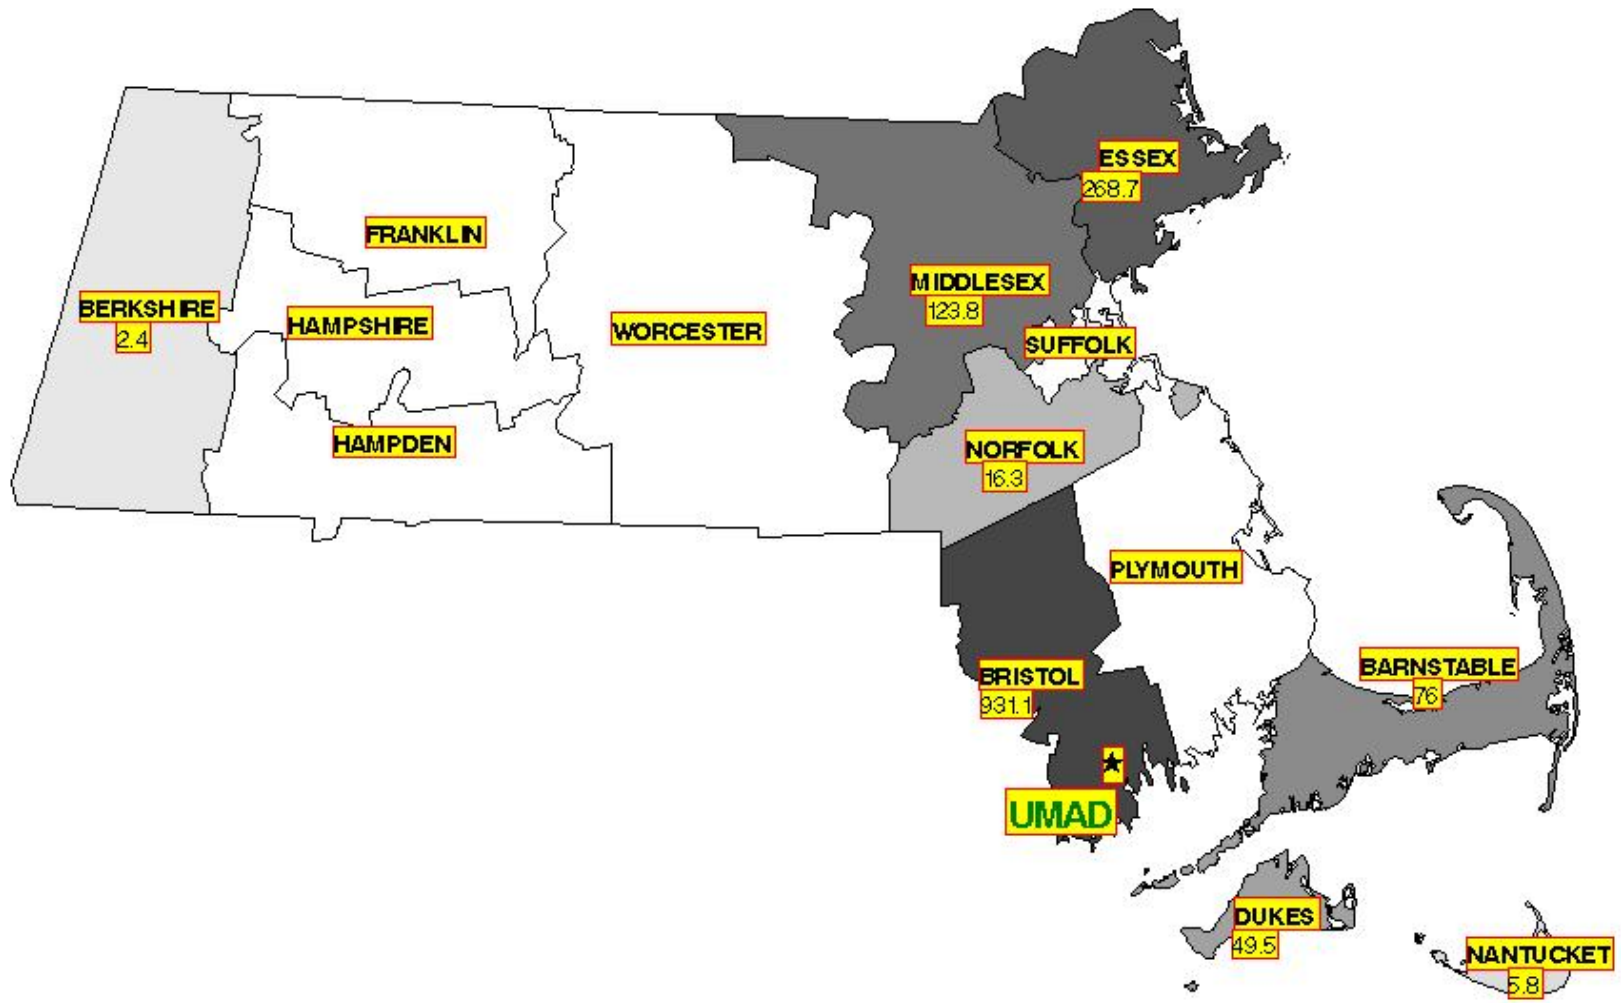 ESSEX
268.7
FRANKLIN
MIDDLESEX
123.8
BERKSHIRE
2.4
HAMPSHIRE
WORCESTER
SUFFOLK
HAMPDEN
NORFOLK
16.3
PLYMOUTH
BARNSTABLE
76
BRISTOL
931.1
UMAD
DUKES
49.5
NANTUCKET
5.8